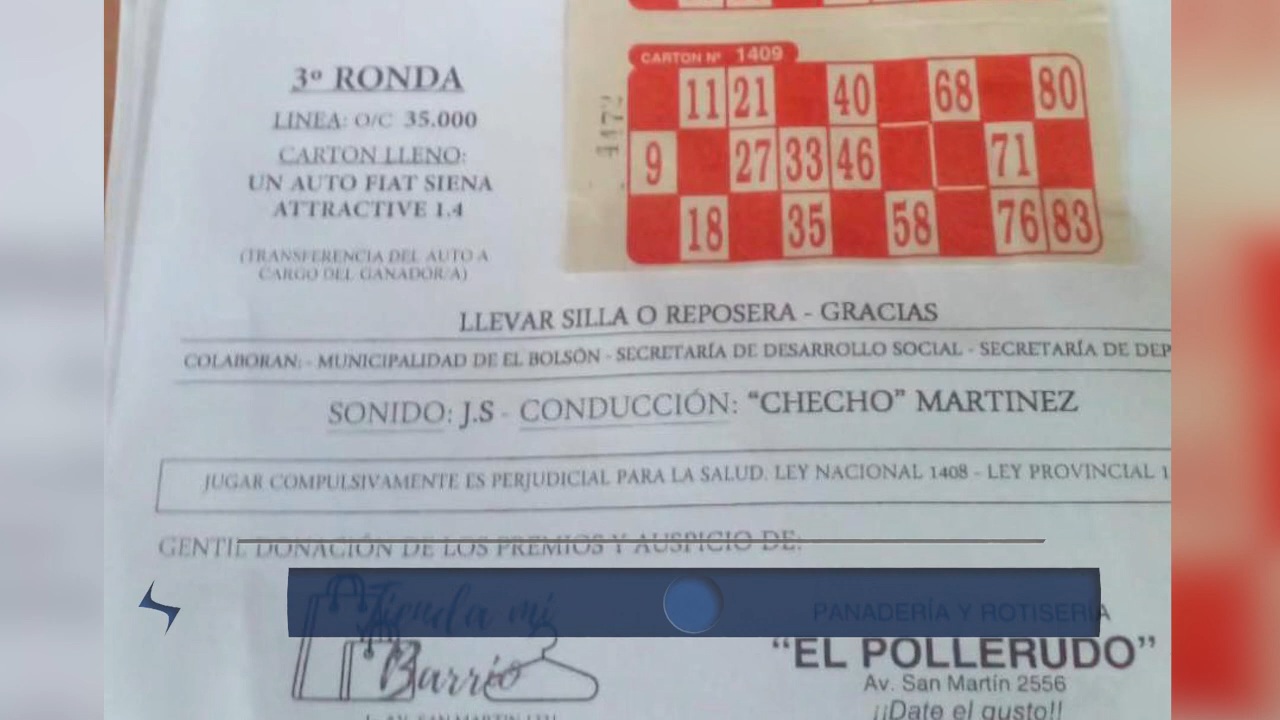 3º RONDA
LINEA: O/C 35.000
CARTON LLENO:
UN AUTO FIAT SIENA
ATTRACTIVE 1.4
(TRANSFERENCIA DEL AUTO A
CARGO DEL GANADOR/A)
CARTON Nº 1409
11 21 40 68 80
9 27 33 46 71
18 35 58 76 83
LLEVAR SILLA O REPOSERA - GRACIAS
COLABORAN: - MUNICIPALIDAD DE EL BOLSÓN - SECRETARÍA DE DESARROLLO SOCIAL - SECRETARÍA DE DEP
SONIDO: J.S - CONDUCCIÓN: “CHECHO” MARTINEZ
JUGAR COMPULSIVAMENTE ES PERJUDICIAL PARA LA SALUD. LEY NACIONAL 1408 - LEY PROVINCIAL 1
GENTIL DONACIÓN DE LOS PREMIOS Y AUSPICIO DE:
Tienda mi
Barrio
PANADERÍA Y ROTISERÍA
“EL POLLERUDO”
Av. San Martín 2556
¡¡Date el gusto!!